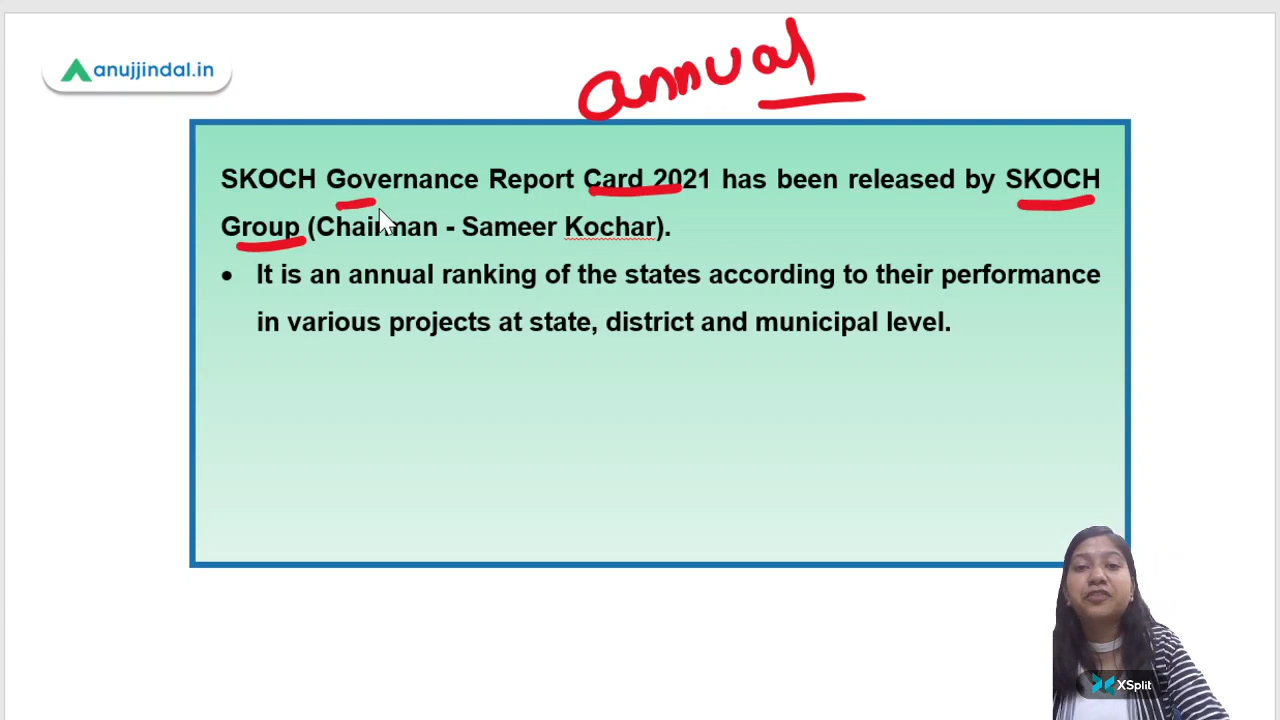 annual
anujjindal.in
SKOCH Governance Report Card 2021 has been released by SKOCH
Group (Chairman - Sameer Kochar).
• It is an annual ranking of the states according to their performance
in various projects at state, district and municipal level.
XSplit